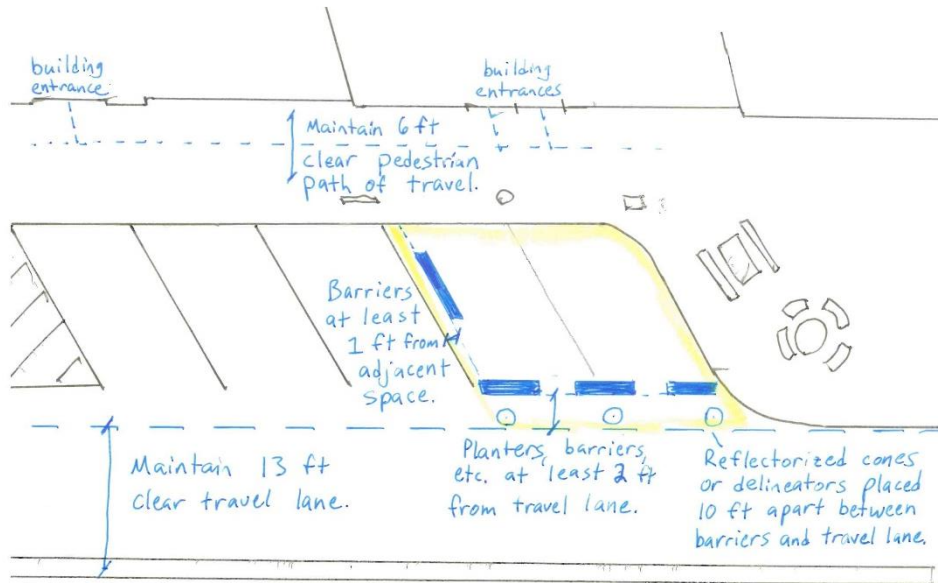 building
entrance
building
entrances
Maintain 6 ft
clear pedestrian
path of travel.
Barriers
at least
1 ft from
adjacent
space.
Maintain 13 ft
clear travel lane.
Planters, barriers,
etc. at least 2 ft
from travel lane.
Reflectorized cones
or delineators placed
10 ft apart between
barriers and travel lane.